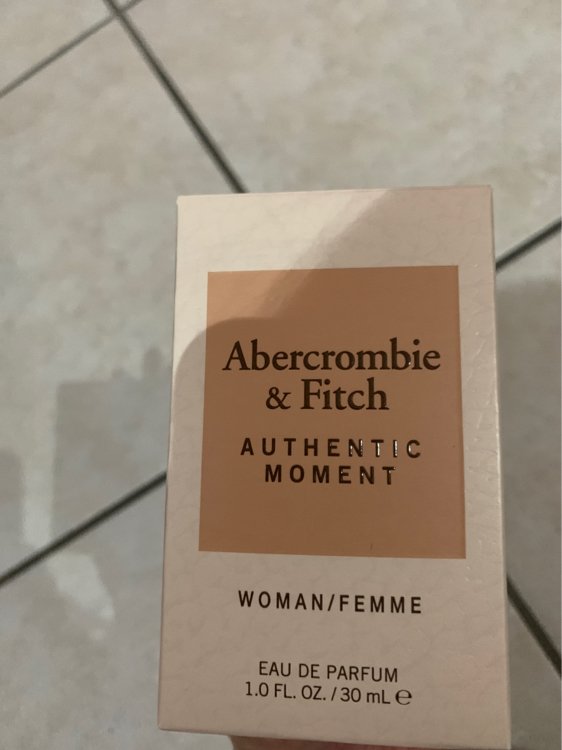 Abercrombie
& Fitch
AUTHENTIC
MOMENT
WOMAN/FEMME
EAU DE PARFUM
1.0 FL. OZ. / 30 mL ℮